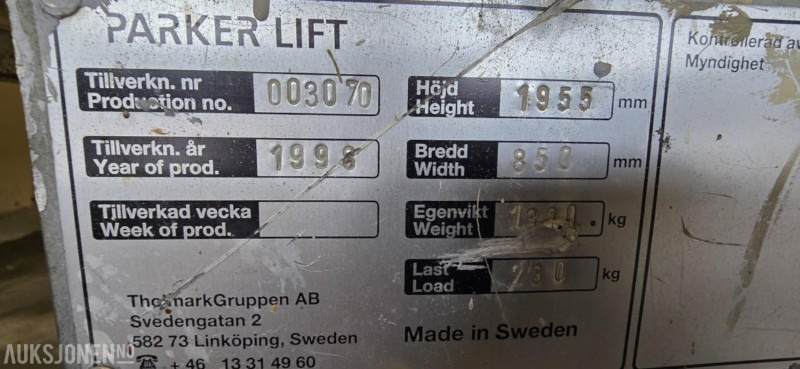 PARKER LIFT
Tillverkn. nr
Production no. 003070
Tillverkn. år
Year of prod. 1998
Tillverkad vecka
Week of prod.
TholmarkGruppen AB
Svedengatan 2
582 73 Linköping, Sweden
☎ + 46 13 31 49 60
Höjd
Height 1955 mm
Bredd
Width 850 mm
Egenvikt
Weight kg
Last
Load kg
Made in Sweden
Kontrollerad av
Myndighet
AUKSJONEN.NO